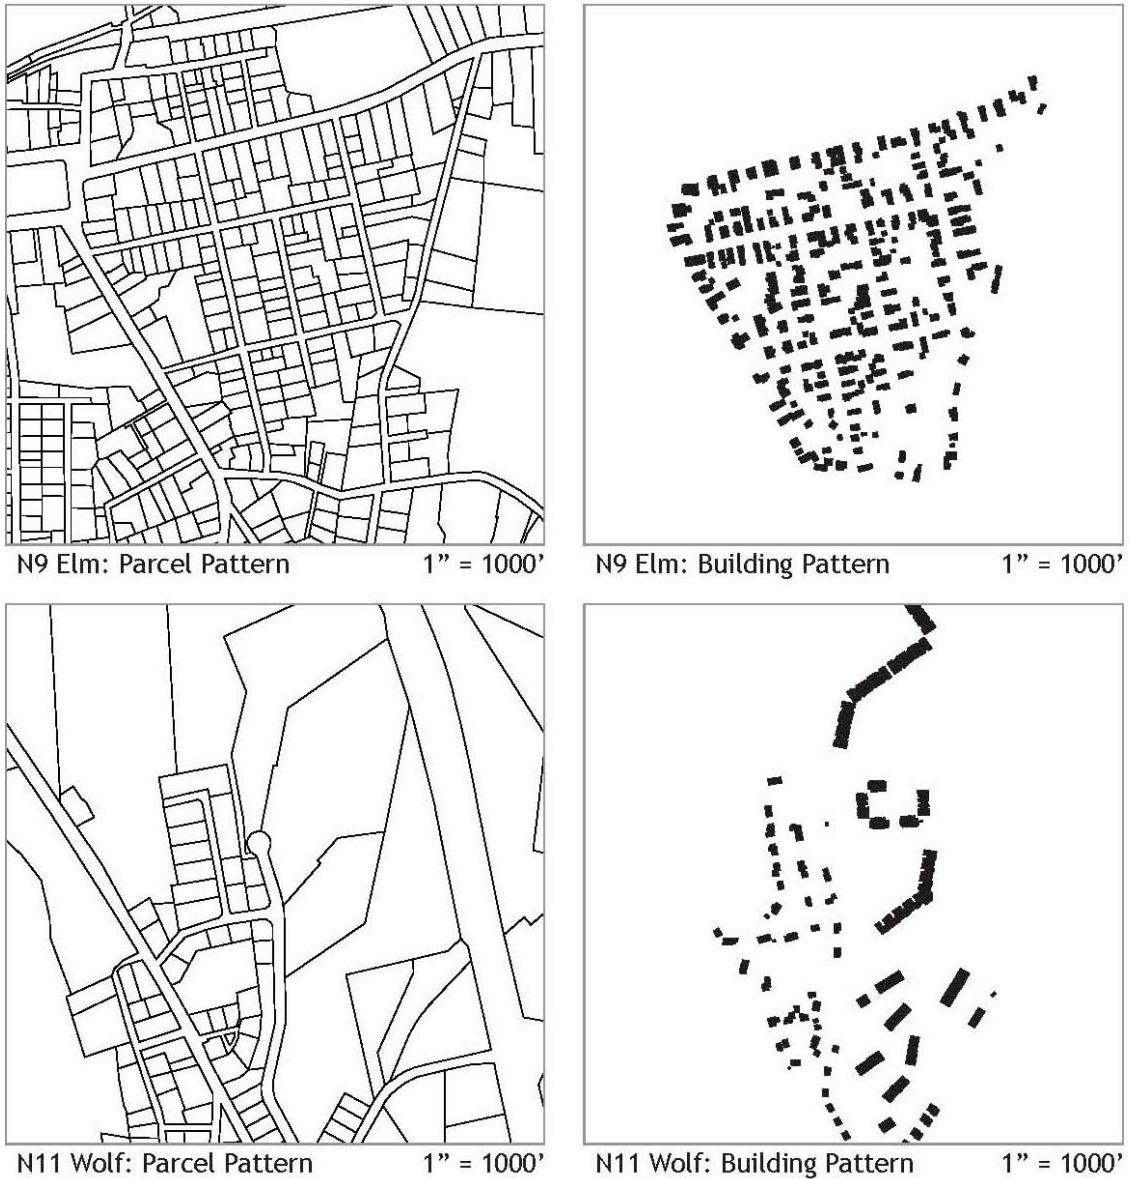 N9 Elm: Parcel Pattern 1” = 1000’
N9 Elm: Building Pattern 1” = 1000’
N11 Wolf: Parcel Pattern 1” = 1000’
N11 Wolf: Building Pattern 1” = 1000’